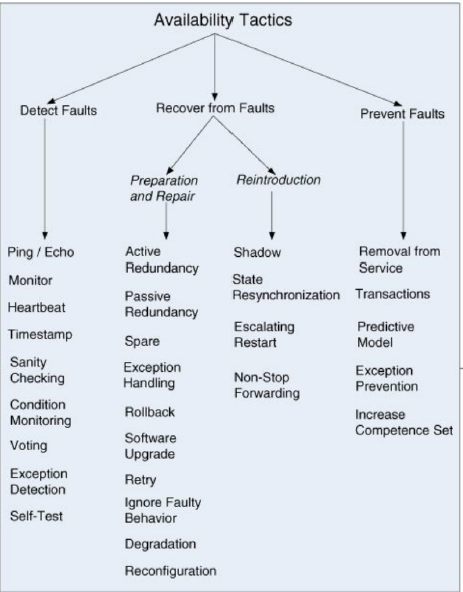 Availability Tactics
Detect Faults
Recover from Faults
Prevent Faults
Preparation
and Repair
Reintroduction
Ping / Echo
Monitor
Heartbeat
Timestamp
Sanity
Checking
Condition
Monitoring
Voting
Exception
Detection
Self-Test
Active
Redundancy
Passive
Redundancy
Spare
Exception
Handling
Rollback
Software
Upgrade
Retry
Ignore Faulty
Behavior
Degradation
Reconfiguration
Shadow
State
Resynchronization
Escalating
Restart
Non-Stop
Forwarding
Removal from
Service
Transactions
Predictive
Model
Exception
Prevention
Increase
Competence Set